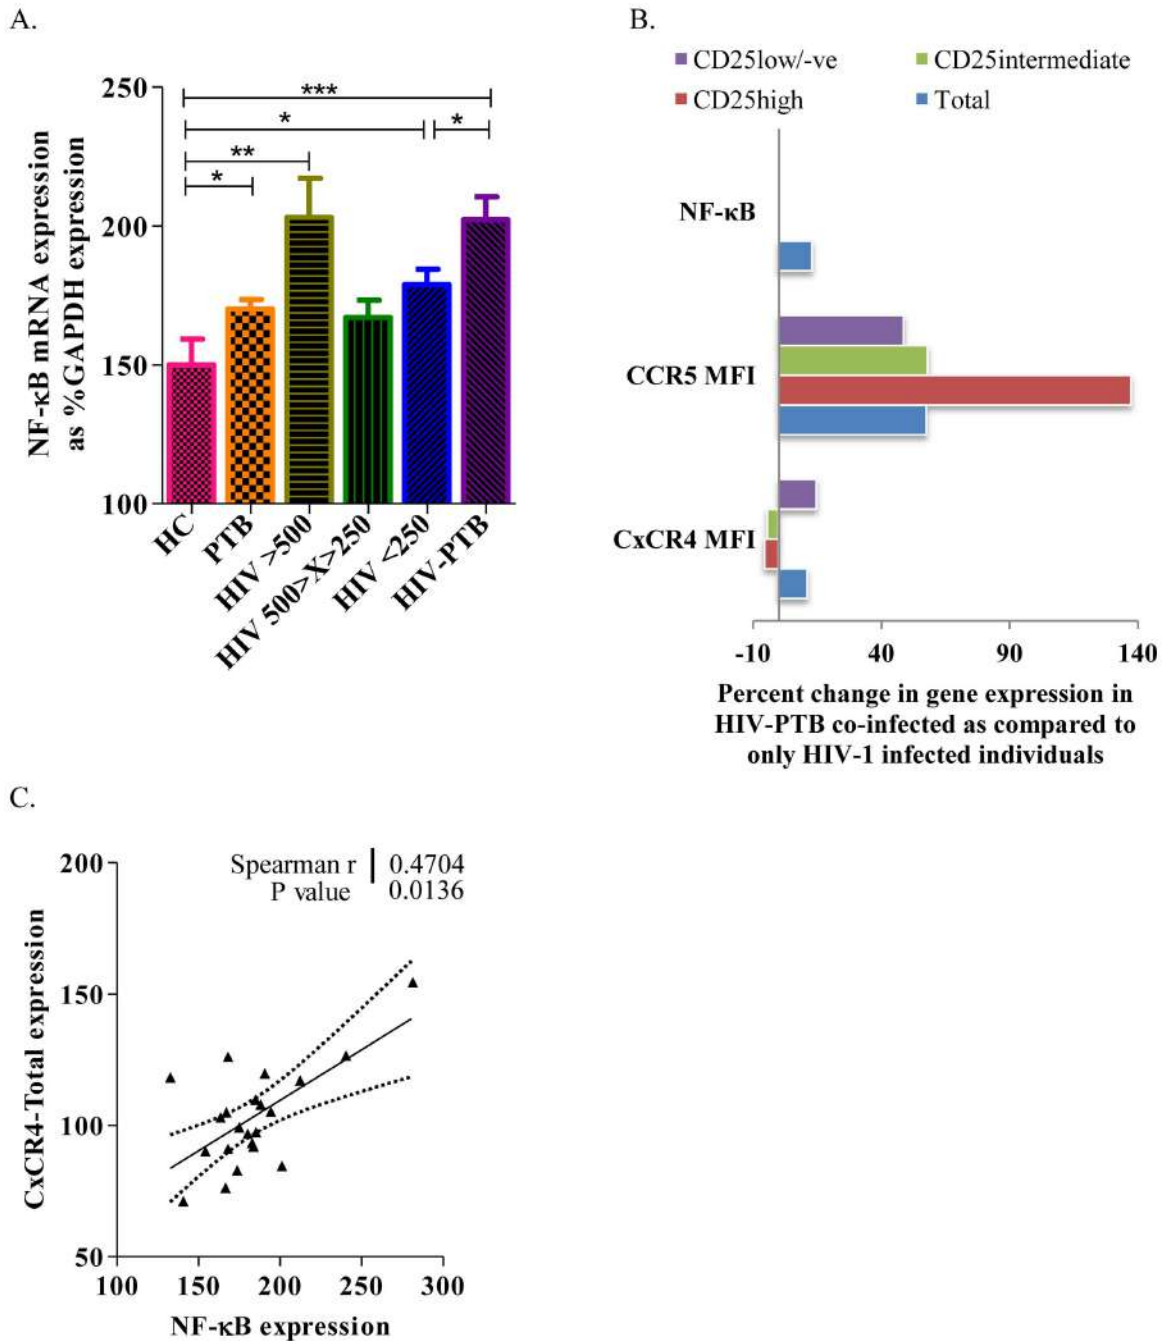 A.
250
200
150
100
NF-κB mRNA expression
as %GAPDH expression
***
*
*
**
*
HC
PTB
HIV >500
HIV 500>X>250
HIV <250
HIV-PTB
B.
CD25low/-ve
CD25intermediate
CD25high
Total
NF-κB
CCR5 MFI
CxCR4 MFI
-10
40
90
140
Percent change in gene expression in
HIV-PTB co-infected as compared to
only HIV-1 infected individuals
C.
200
150
100
50
CxCR4-Total expression
Spearman r 0.4704
P value 0.0136
100
150
200
250
300
NF-κB expression